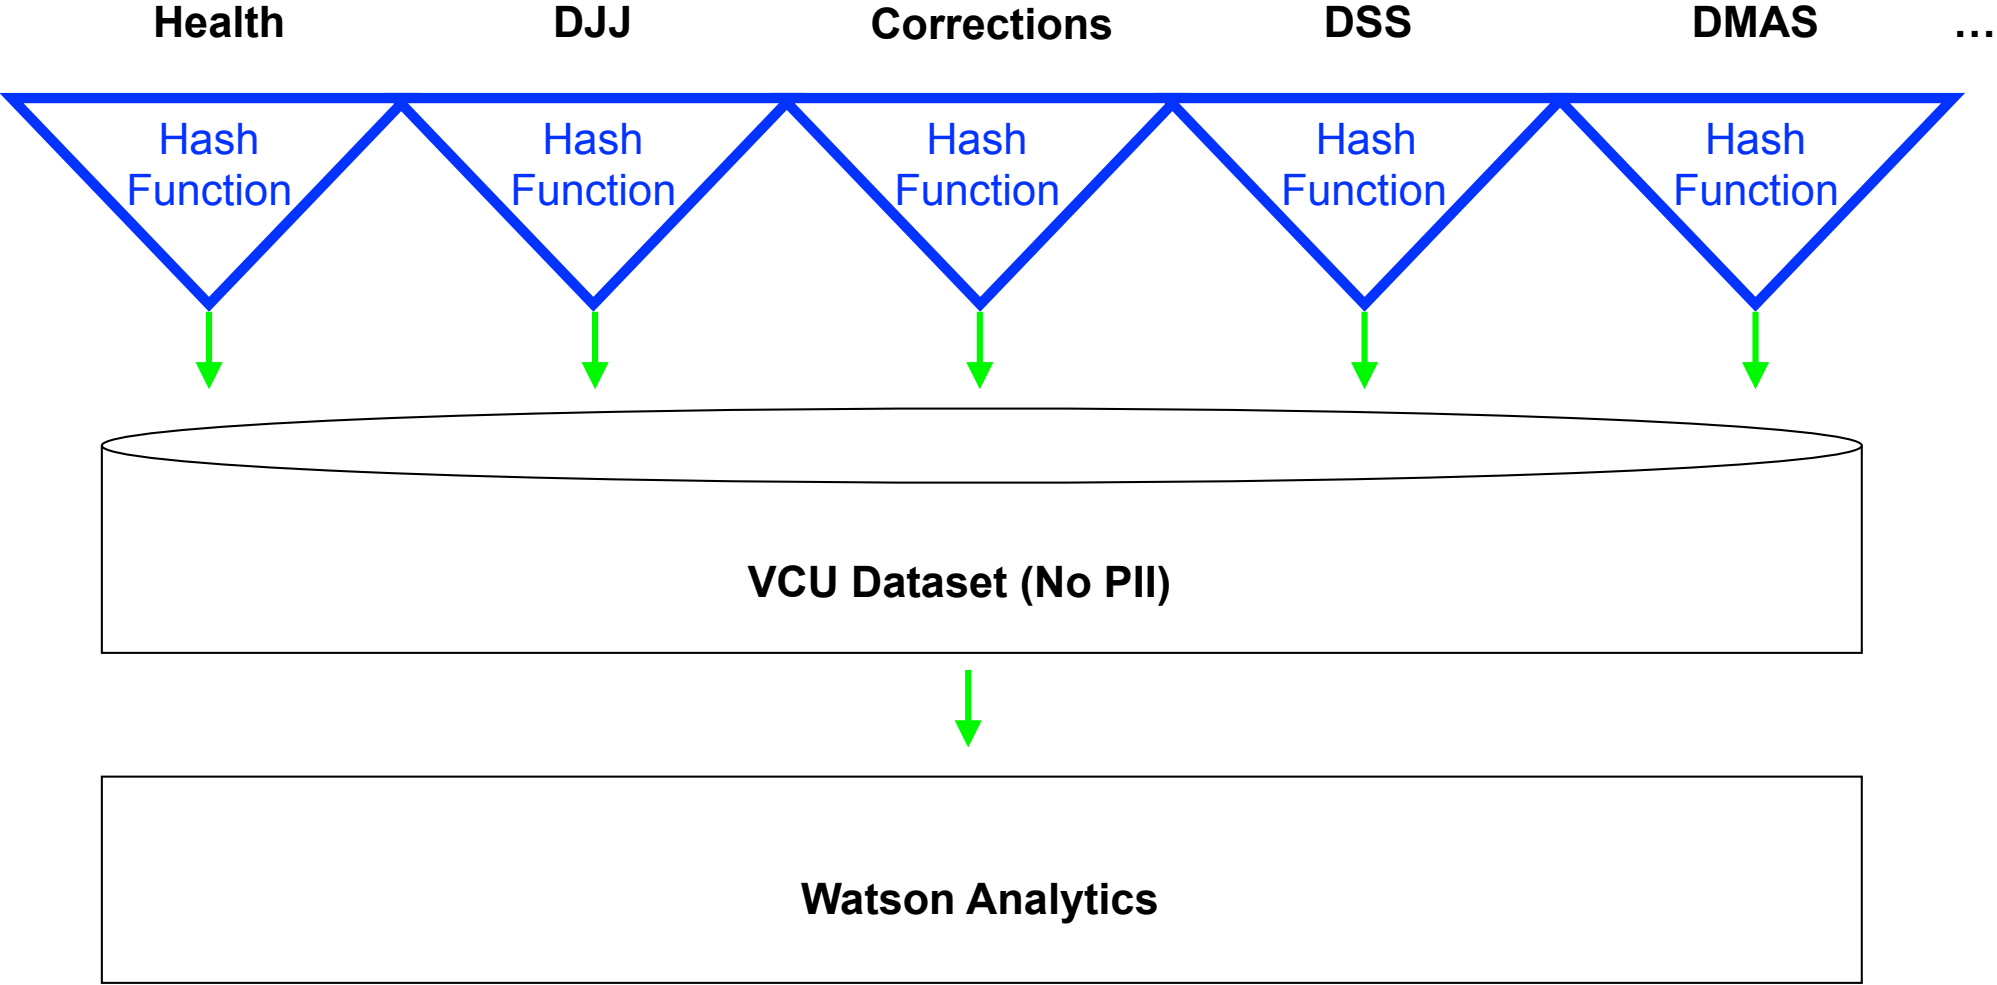 Health DJJ Corrections DSS DMAS …
Hash Hash Hash Hash Hash
Function Function Function Function Function
VCU Dataset (No PII)
Watson Analytics